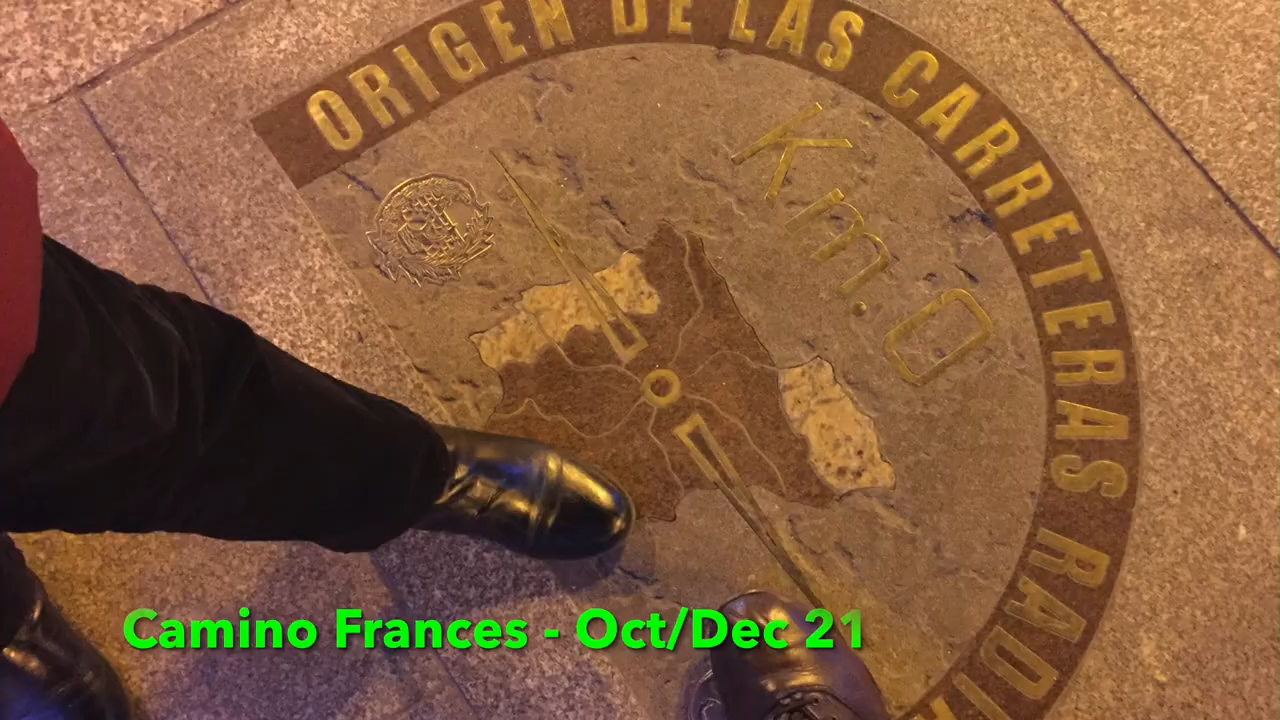 ORIGEN DE LAS CARRETERAS RADI
Km. 0
Camino Frances - Oct/Dec 21